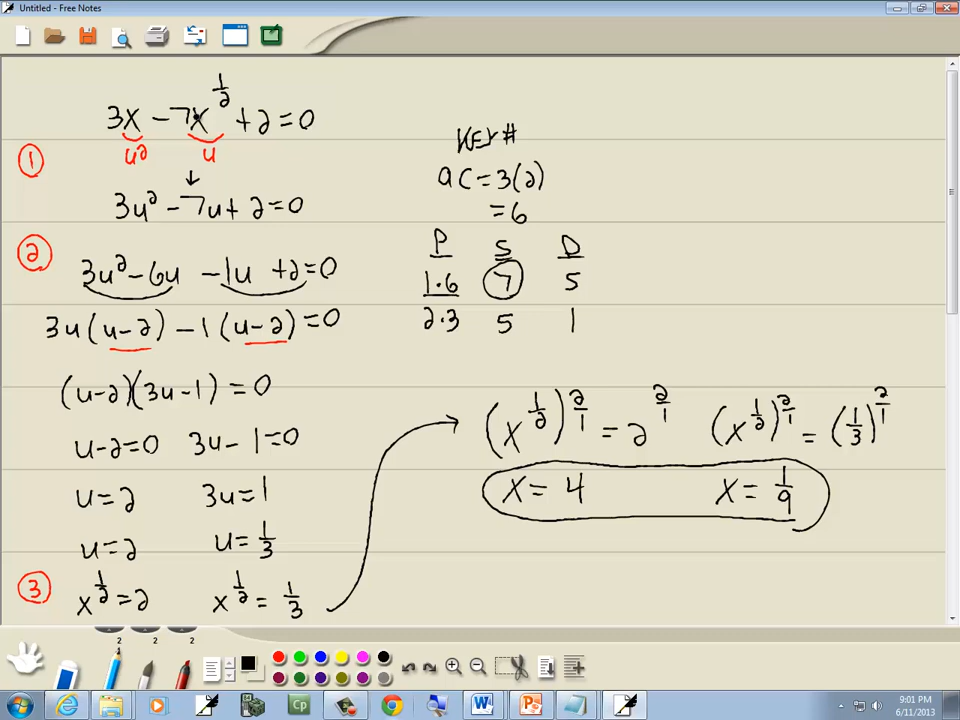 Untitled - Free Notes
3x - 7x^{1/2} + 2 = 0
u² u
①
↓
3u² - 7u + 2 = 0
②
3u² - 6u - 1u + 2 = 0
3u(u-2) - 1(u-2) = 0
(u-2)(3u-1) = 0
u-2=0 3u-1=0
u=2 3u=1
u=2 u=1/3
③
x^{1/2} = 2 x^{1/2} = 1/3
KEY #
ac = 3(2)
= 6
P S D
1·6 7 5
2·3 5 1
(x^{1/2})^{2/1} = 2^{2/1} (x^{1/2})^{2/1} = (1/3)^{2/1}
x = 4 x = 1/9
2 2 2
Cp
9:01 PM
6/11/2013